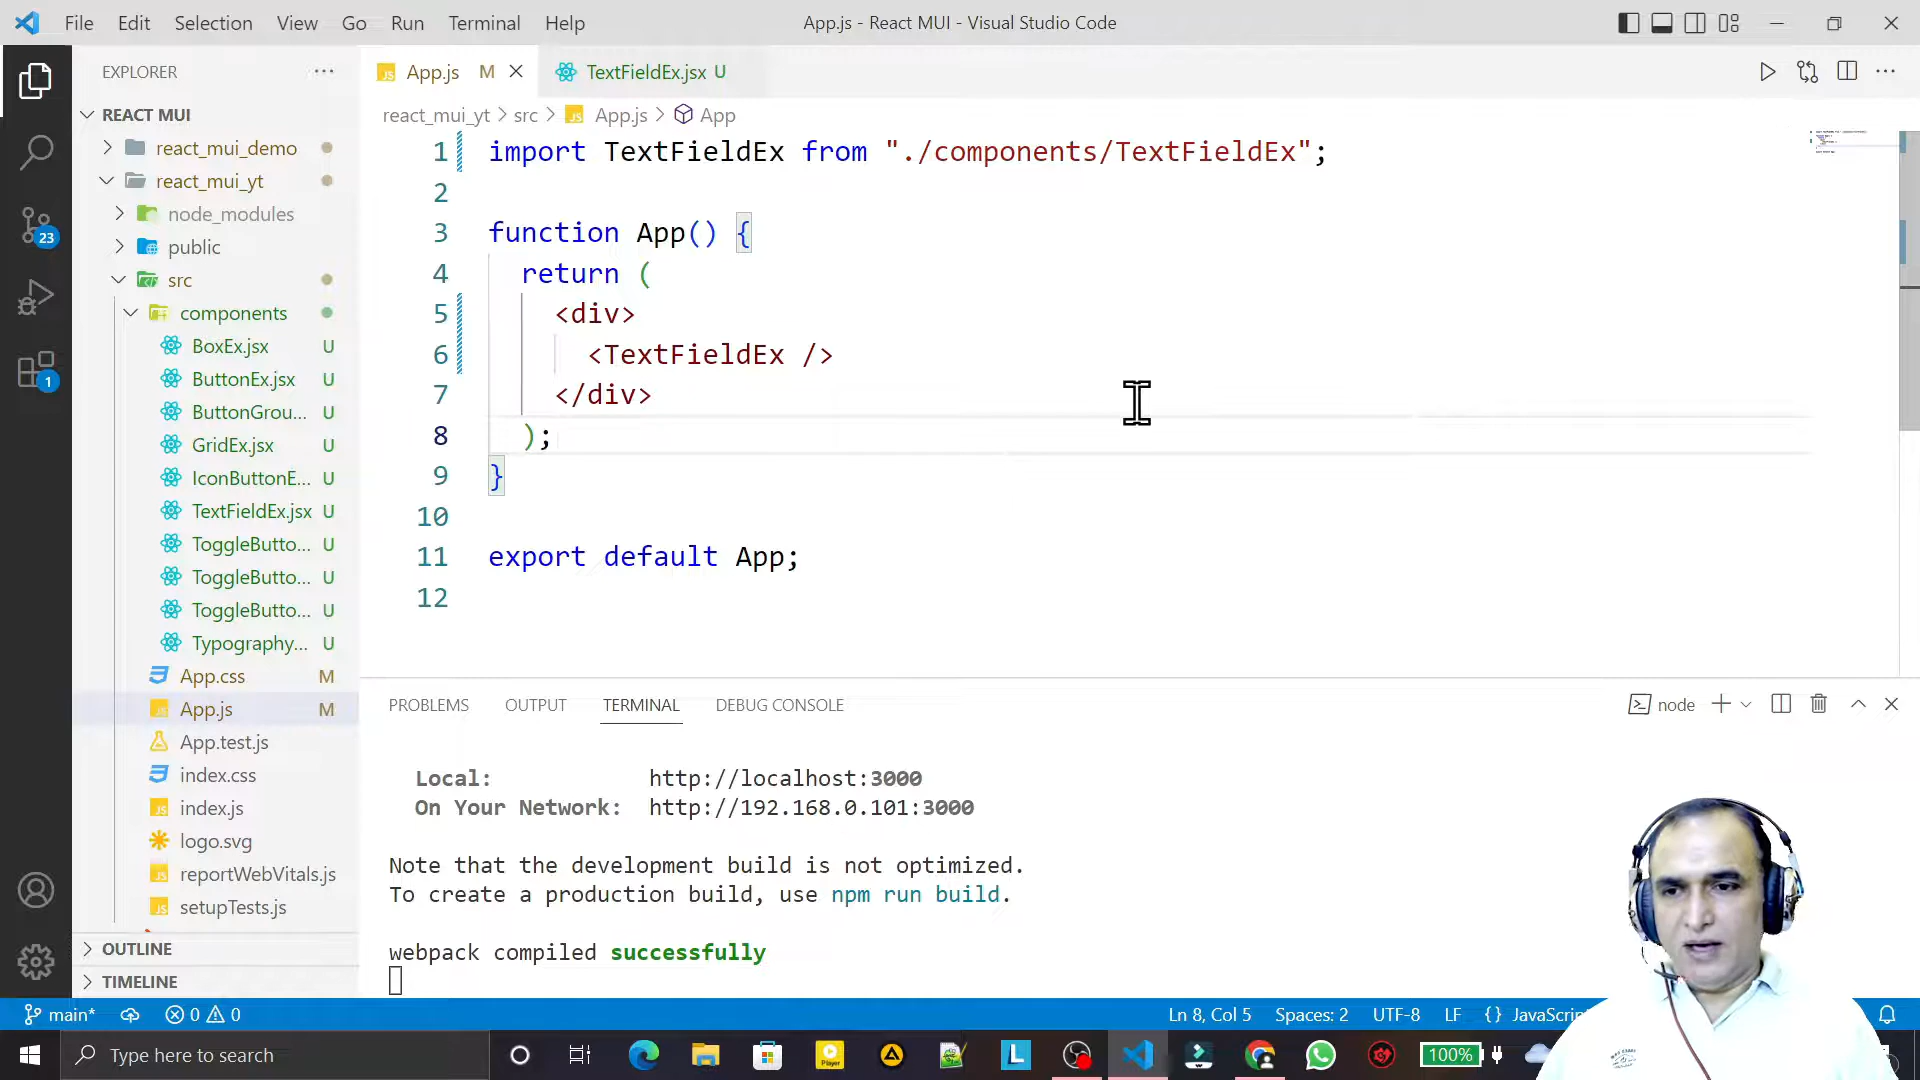 File Edit Selection View Go Run Terminal Help
App.js - React MUI - Visual Studio Code
EXPLORER
REACT MUI
react_mui_demo
react_mui_yt
node_modules
public
src
components
BoxEx.jsx U
ButtonEx.jsx U
ButtonGrou... U
GridEx.jsx U
IconButtonE... U
TextFieldEx.jsx U
ToggleButto... U
ToggleButto... U
ToggleButto... U
Typography... U
App.css M
App.js M
App.test.js
index.css
index.js
logo.svg
reportWebVitals.js
setupTests.js
OUTLINE
TIMELINE
23
1
App.js M
TextFieldEx.jsx U
react_mui_yt > src > App.js > App
1 import TextFieldEx from "./components/TextFieldEx";
2
3 function App() {
4 return (
5 <div>
6 <TextFieldEx />
7 </div>
8 );
9 }
10
11 export default App;
12
PROBLEMS OUTPUT TERMINAL DEBUG CONSOLE
node
Local: http://localhost:3000
On Your Network: http://192.168.0.101:3000
Note that the development build is not optimized.
To create a production build, use npm run build.
webpack compiled successfully
main* 0 0
Ln 8, Col 5 Spaces: 2 UTF-8 LF {}
Type here to search
100%